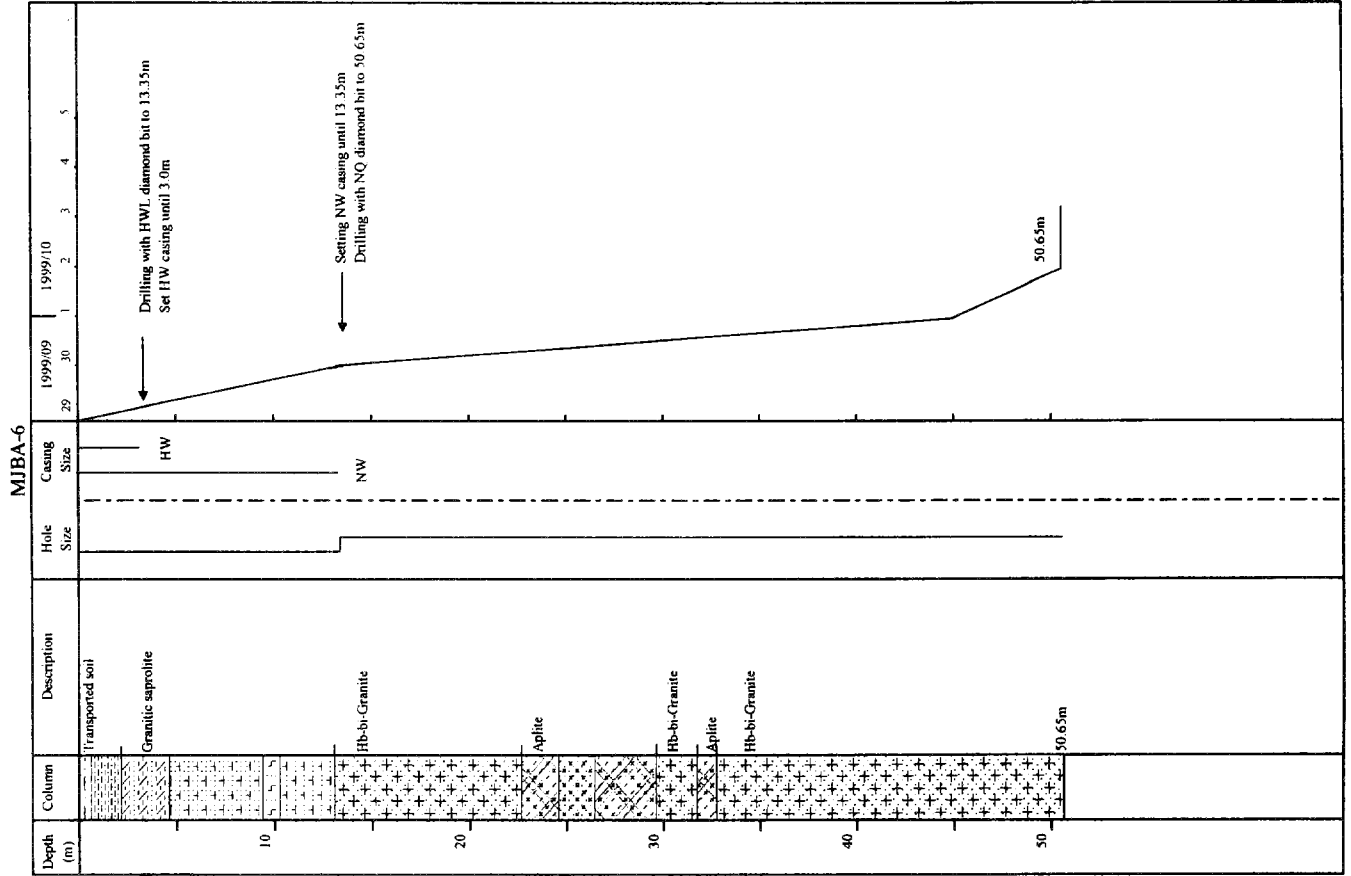 MJBA-6
Depth
(m)
Column
Description
Hole
Size
Casing
Size
1999/09
1999/10
29
30
1
2
3
4
5
Transported soil
Granitic saprolite
Hb-bi-Granite
Aplite
Hb-bi-Granite
Aplite
Hb-bi-Granite
50.65m
10
20
30
40
50
HW
NW
Drilling with HWL diamond bit to 13.35m
Set HW casing until 3.0m
Setting NW casing until 13 35m
Drilling with NQ diamond bit to 50 65m
50.65m